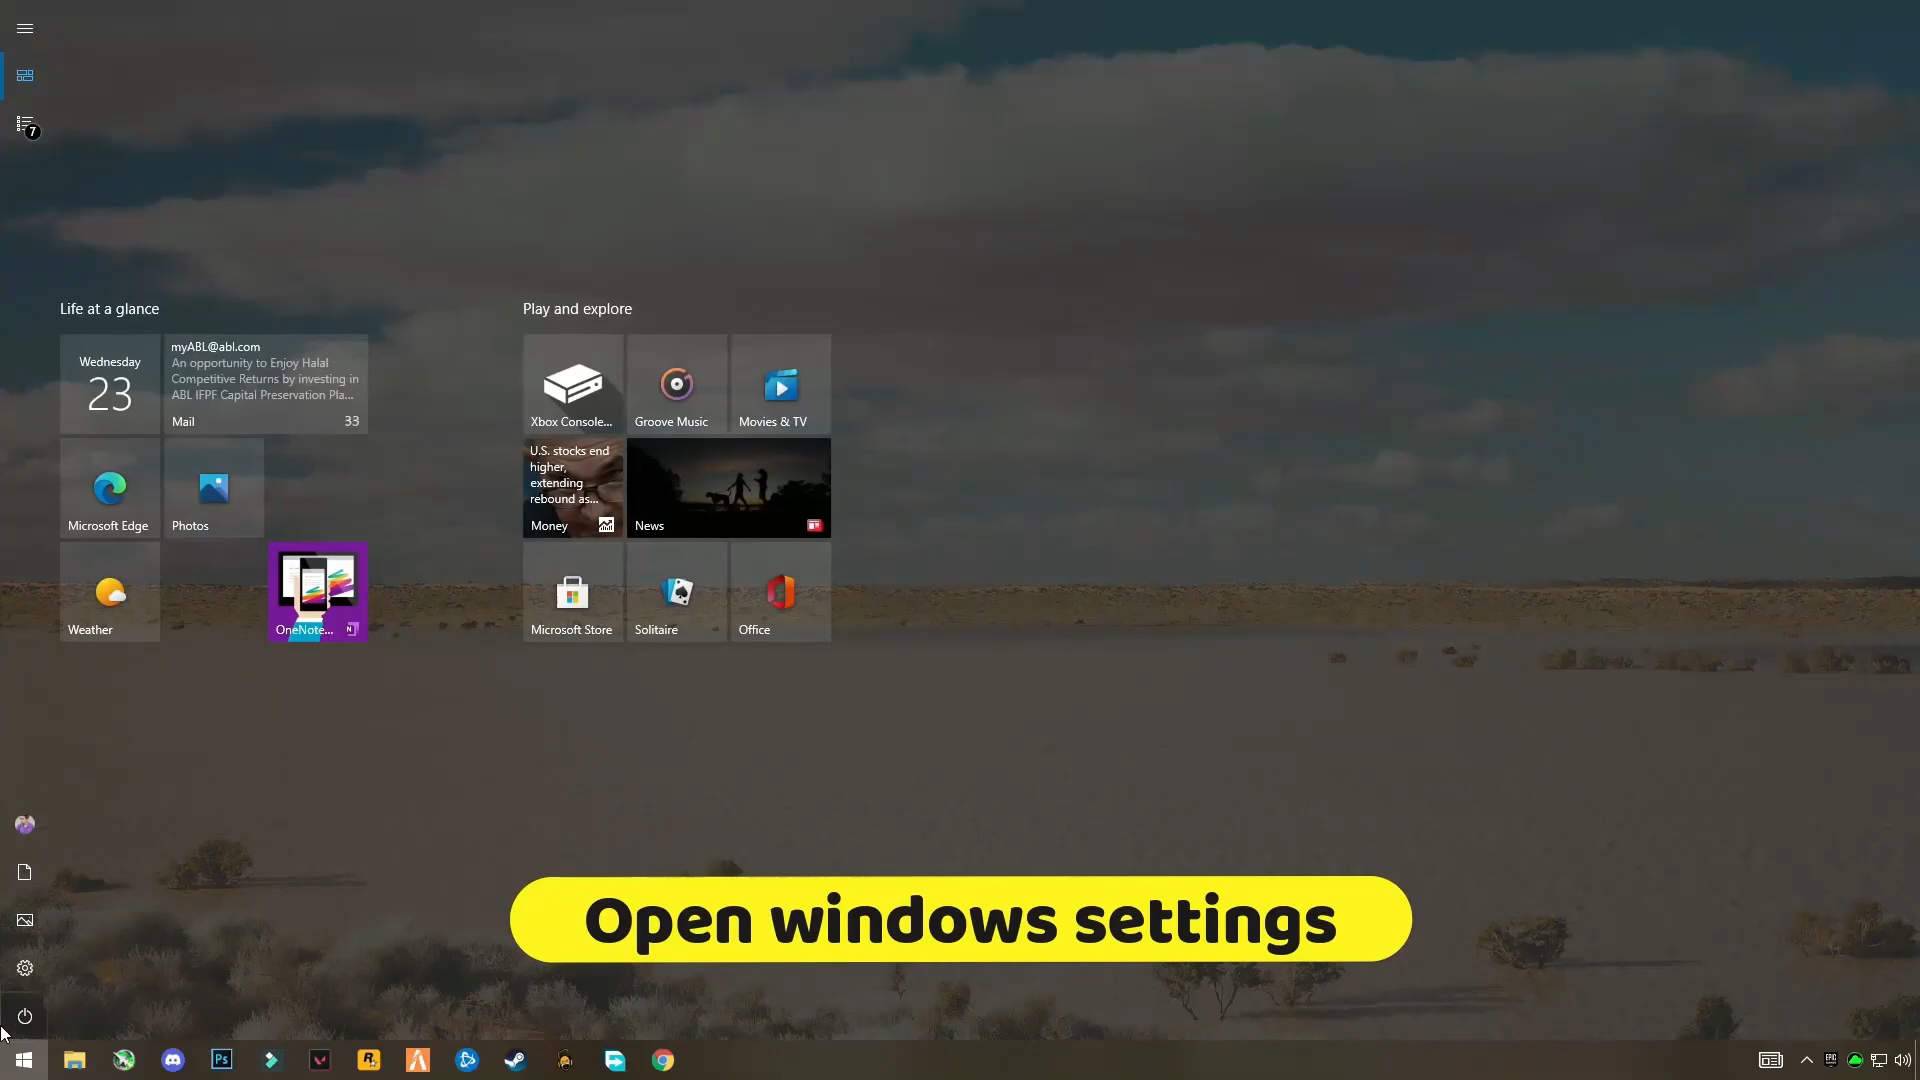 7
Life at a glance
Play and explore
Wednesday
23
myABL@abl.com
An opportunity to Enjoy Halal
Competitive Returns by investing in
ABL IFPF Capital Preservation Pla...
Mail
33
Xbox Console...
Groove Music
Movies & TV
Microsoft Edge
Photos
U.S. stocks end
higher,
extending
rebound as...
Money
News
Weather
OneNote...
N
Microsoft Store
Solitaire
Office
Open windows settings
Ps
R
EPIC